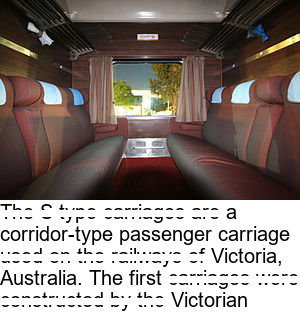 The S type carriages are a
corridor-type passenger carriage
used on the railways of Victoria,
Australia. The first carriages were
constructed by the Victorian